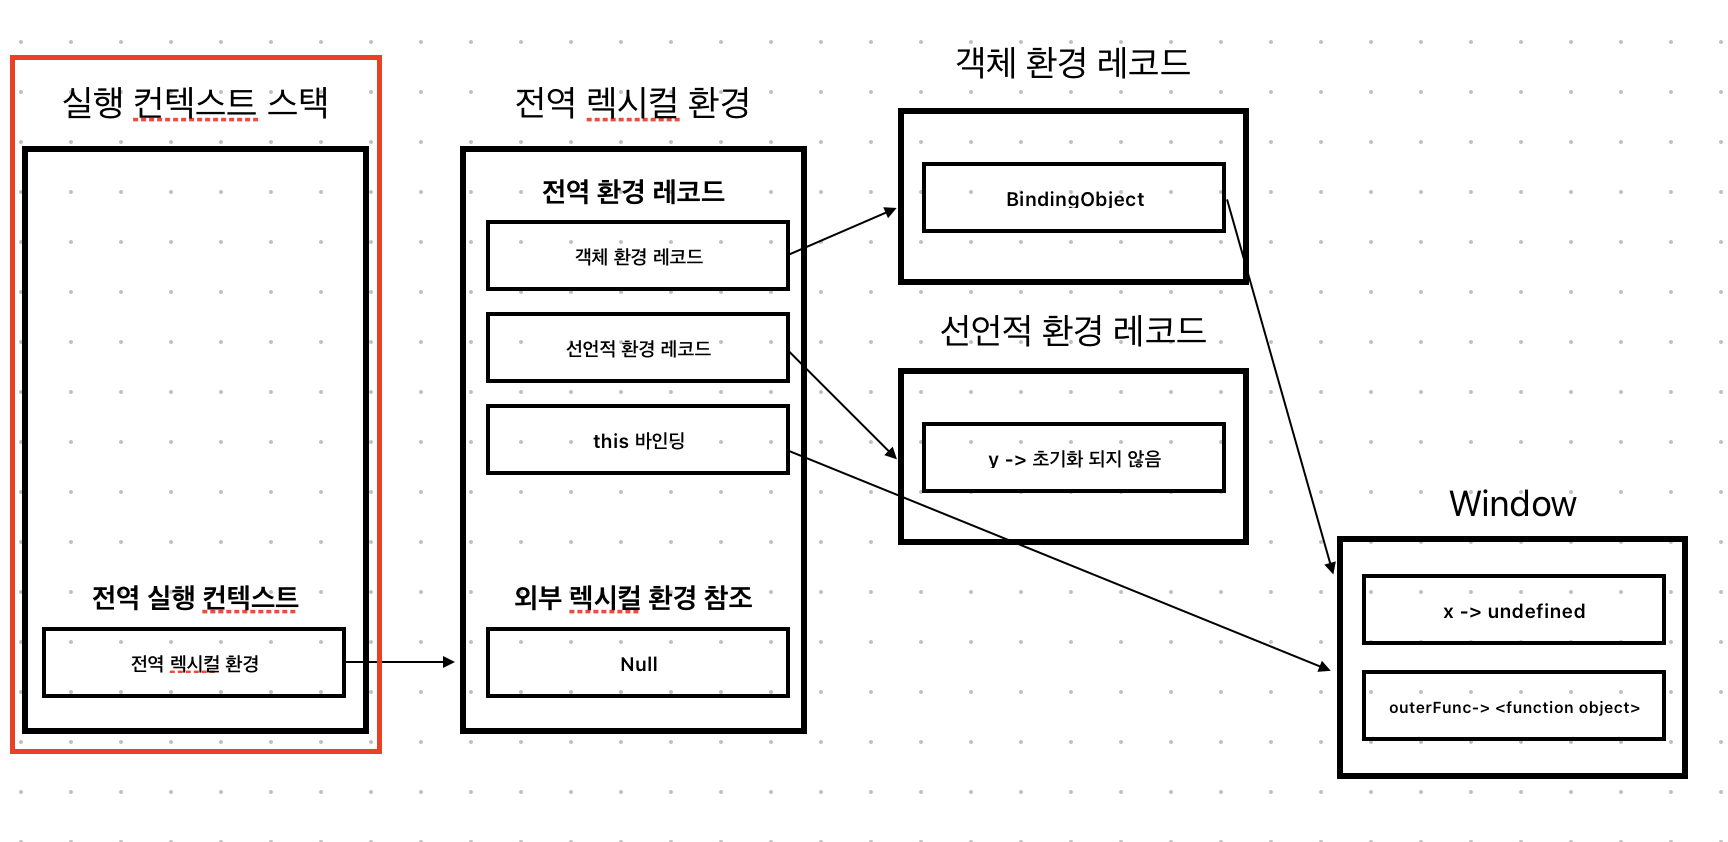 실행 컨텍스트 스택
전역 실행 컨텍스트
전역 렉시컬 환경
전역 렉시컬 환경
전역 환경 레코드
객체 환경 레코드
선언적 환경 레코드
this 바인딩
외부 렉시컬 환경 참조
Null
객체 환경 레코드
BindingObject
선언적 환경 레코드
y -> 초기화 되지 않음
Window
x -> undefined
outerFunc-> <function object>